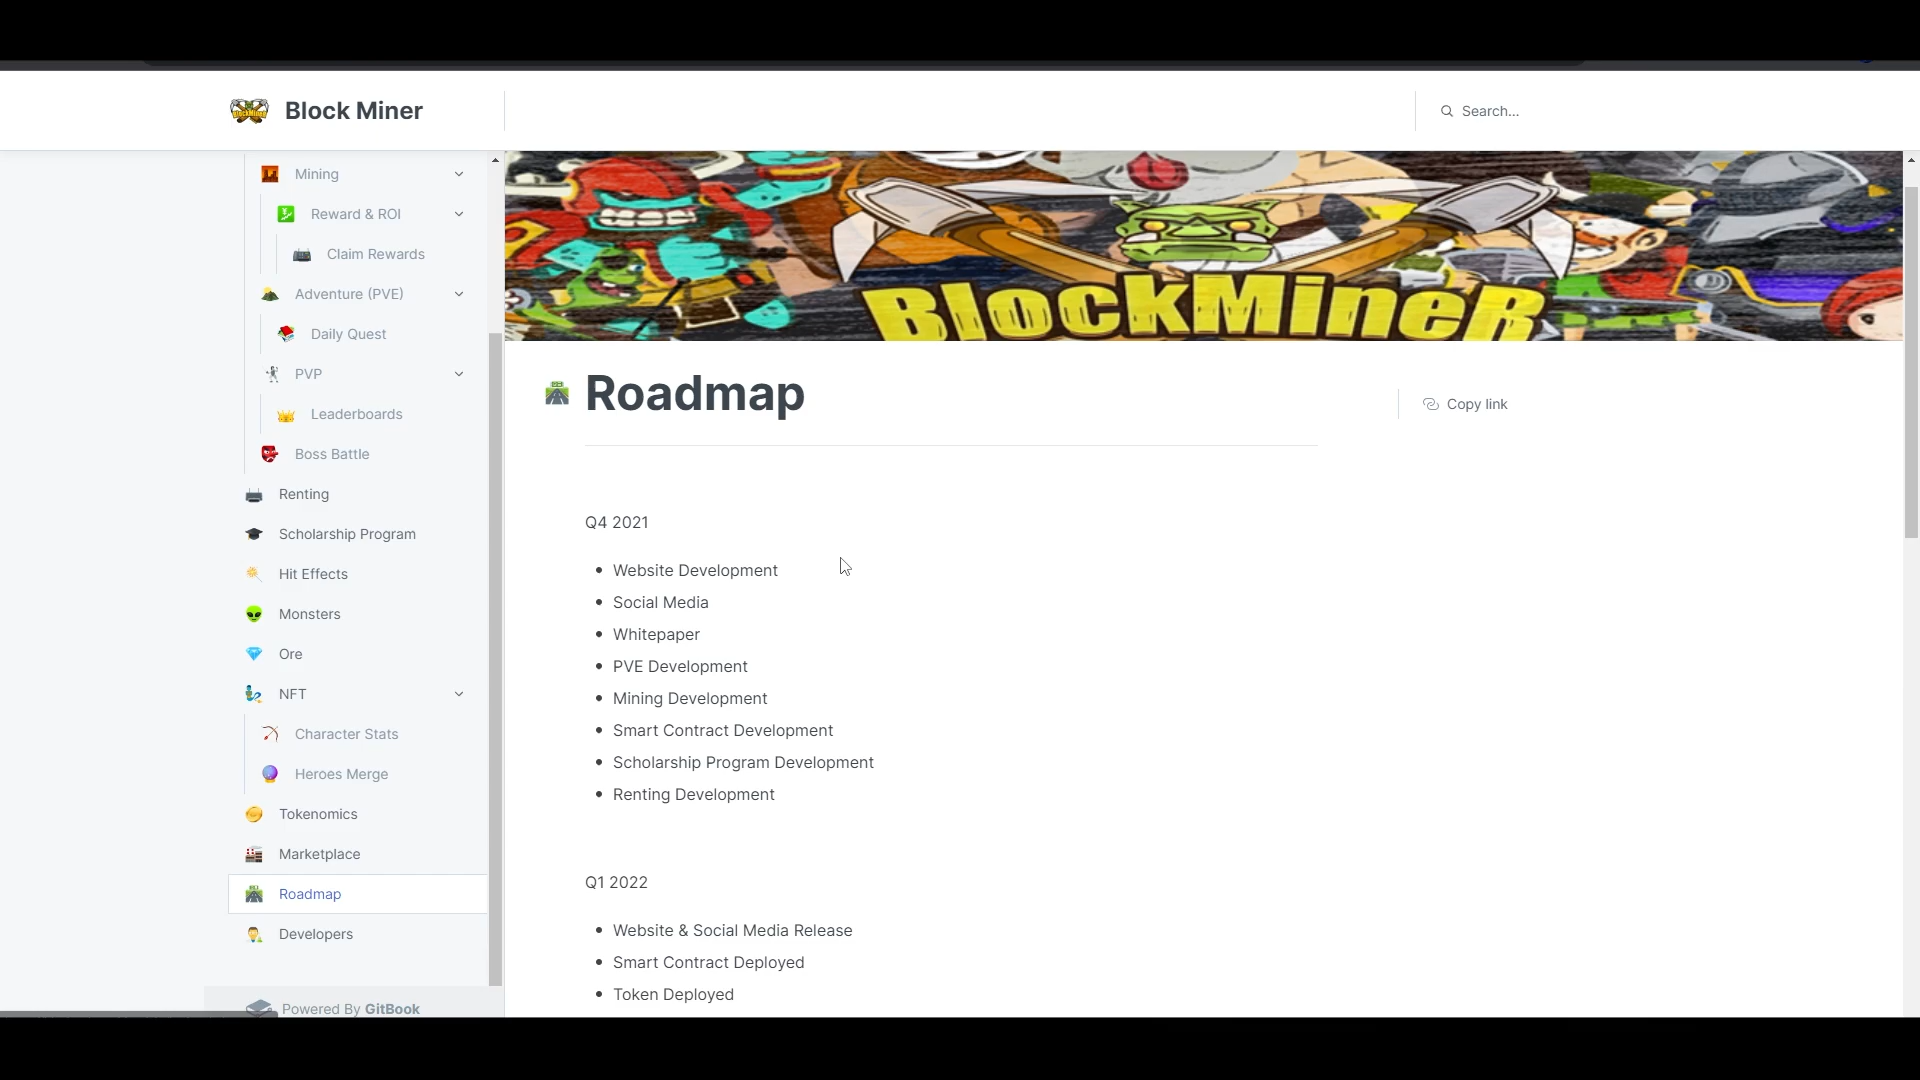 Block Miner
Search...
Mining
Reward & ROI
Claim Rewards
Adventure (PVE)
Daily Quest
PVP
Leaderboards
Boss Battle
Renting
Scholarship Program
Hit Effects
Monsters
Ore
NFT
Character Stats
Heroes Merge
Tokenomics
Marketplace
Roadmap
Developers
Powered By GitBook
BlockMineR
Roadmap
Copy link
Q4 2021
• Website Development
• Social Media
• Whitepaper
• PVE Development
• Mining Development
• Smart Contract Development
• Scholarship Program Development
• Renting Development
Q1 2022
• Website & Social Media Release
• Smart Contract Deployed
• Token Deployed